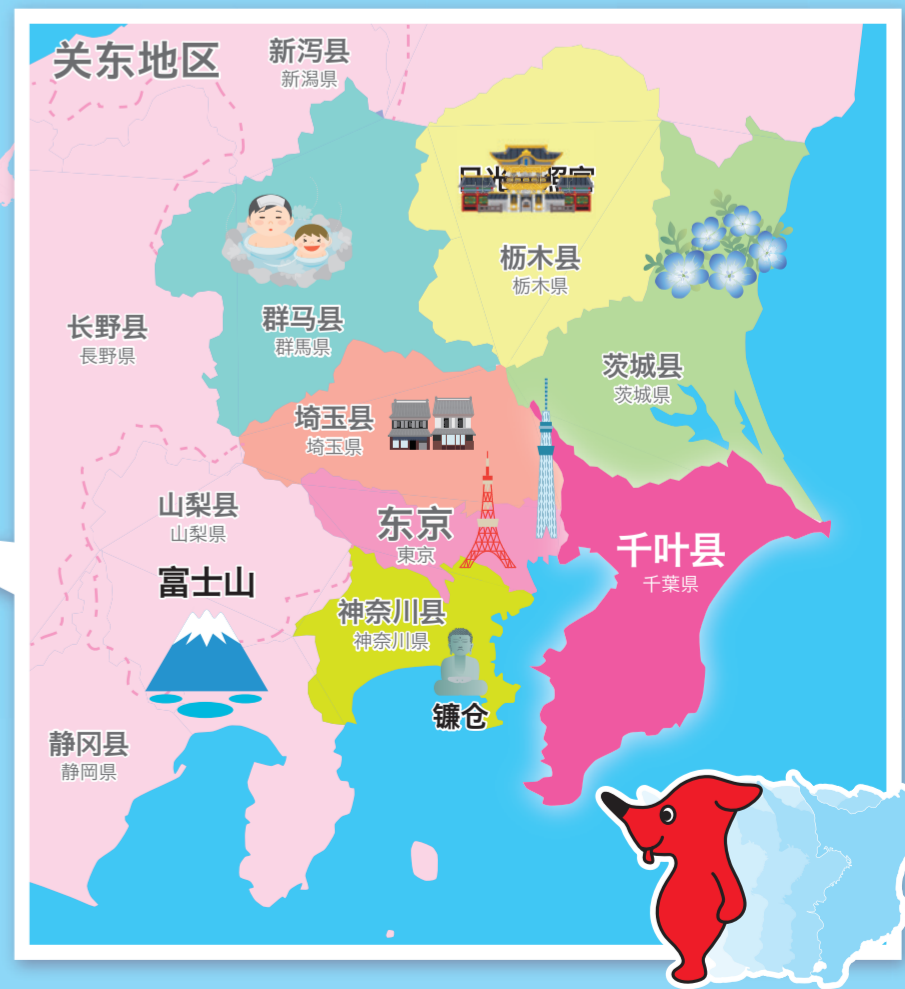 关东地区
新泻县
新潟県
栃木县
栃木県
群马县
群馬県
长野县
長野県
茨城县
茨城県
埼玉县
埼玉県
山梨县
山梨県
东京
東京
千叶县
千葉県
富士山
神奈川县
神奈川県
镰仓
静冈县
静岡県